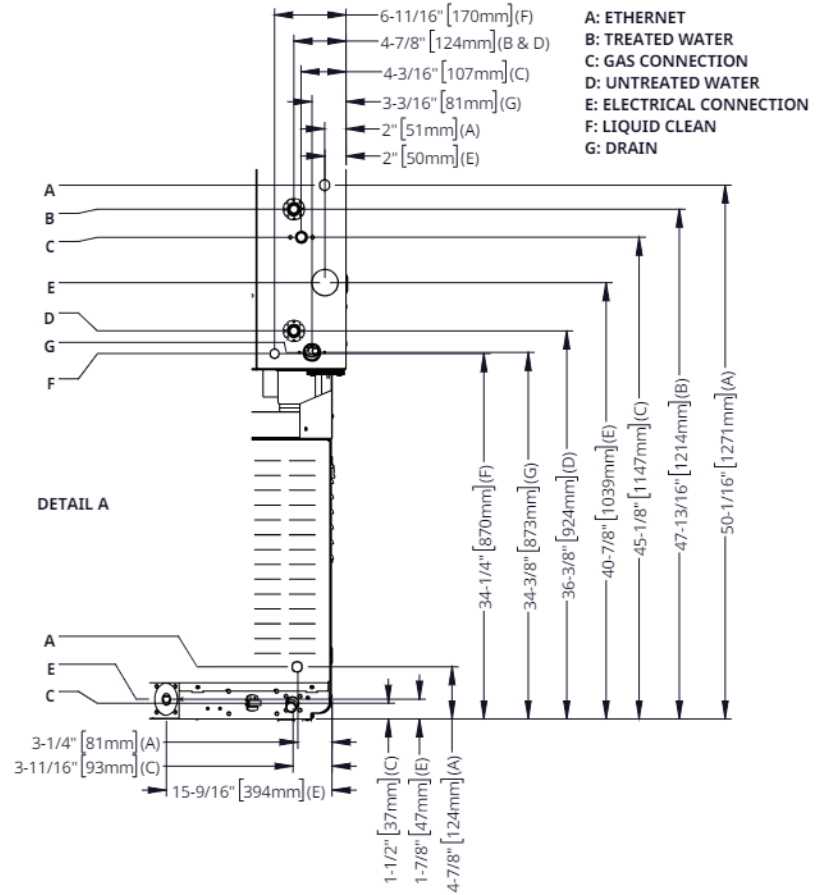 6-11/16" [170mm](F)
4-7/8" [124mm](B & D)
4-3/16" [107mm](C)
3-3/16" [81mm](G)
2" [51mm](A)
2" [50mm](E)
A: ETHERNET
B: TREATED WATER
C: GAS CONNECTION
D: UNTREATED WATER
E: ELECTRICAL CONNECTION
F: LIQUID CLEAN
G: DRAIN
A
B
C
E
D
G
F
34-1/4" [870mm](F)
34-3/8" [873mm](G)
36-3/8" [924mm](D)
40-7/8" [1039mm](E)
45-1/8" [1147mm](C)
47-13/16" [1214mm](B)
50-1/16" [1271mm](A)
DETAIL A
A
E
C
3-1/4" [81mm](A)
3-11/16" [93mm](C)
15-9/16" [394mm](E)
1-1/2" [37mm](C)
1-7/8" [47mm](E)
4-7/8" [124mm](A)